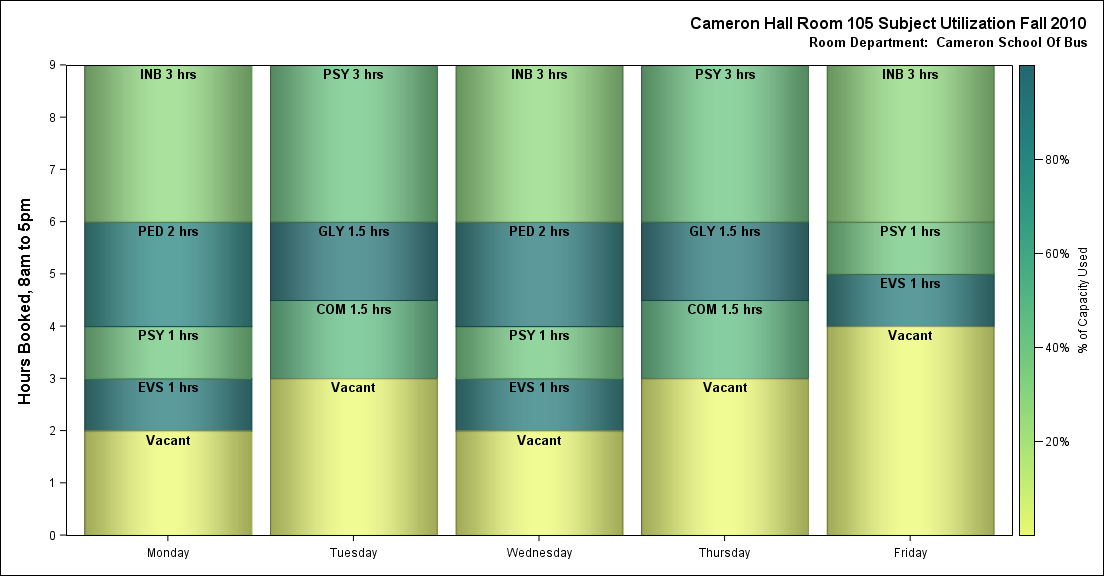 Cameron Hall Room 105 Subject Utilization Fall 2010
Room Department: Cameron School Of Bus
Hours Booked, 8am to 5pm
9
8
7
6
5
4
3
2
1
0
INB 3 hrs
PED 2 hrs
PSY 1 hrs
EVS 1 hrs
Vacant
PSY 3 hrs
GLY 1.5 hrs
COM 1.5 hrs
Vacant
INB 3 hrs
PED 2 hrs
PSY 1 hrs
EVS 1 hrs
Vacant
PSY 3 hrs
GLY 1.5 hrs
COM 1.5 hrs
Vacant
INB 3 hrs
PSY 1 hrs
EVS 1 hrs
Vacant
Monday
Tuesday
Wednesday
Thursday
Friday
80%
60%
40%
20%
% of Capacity Used